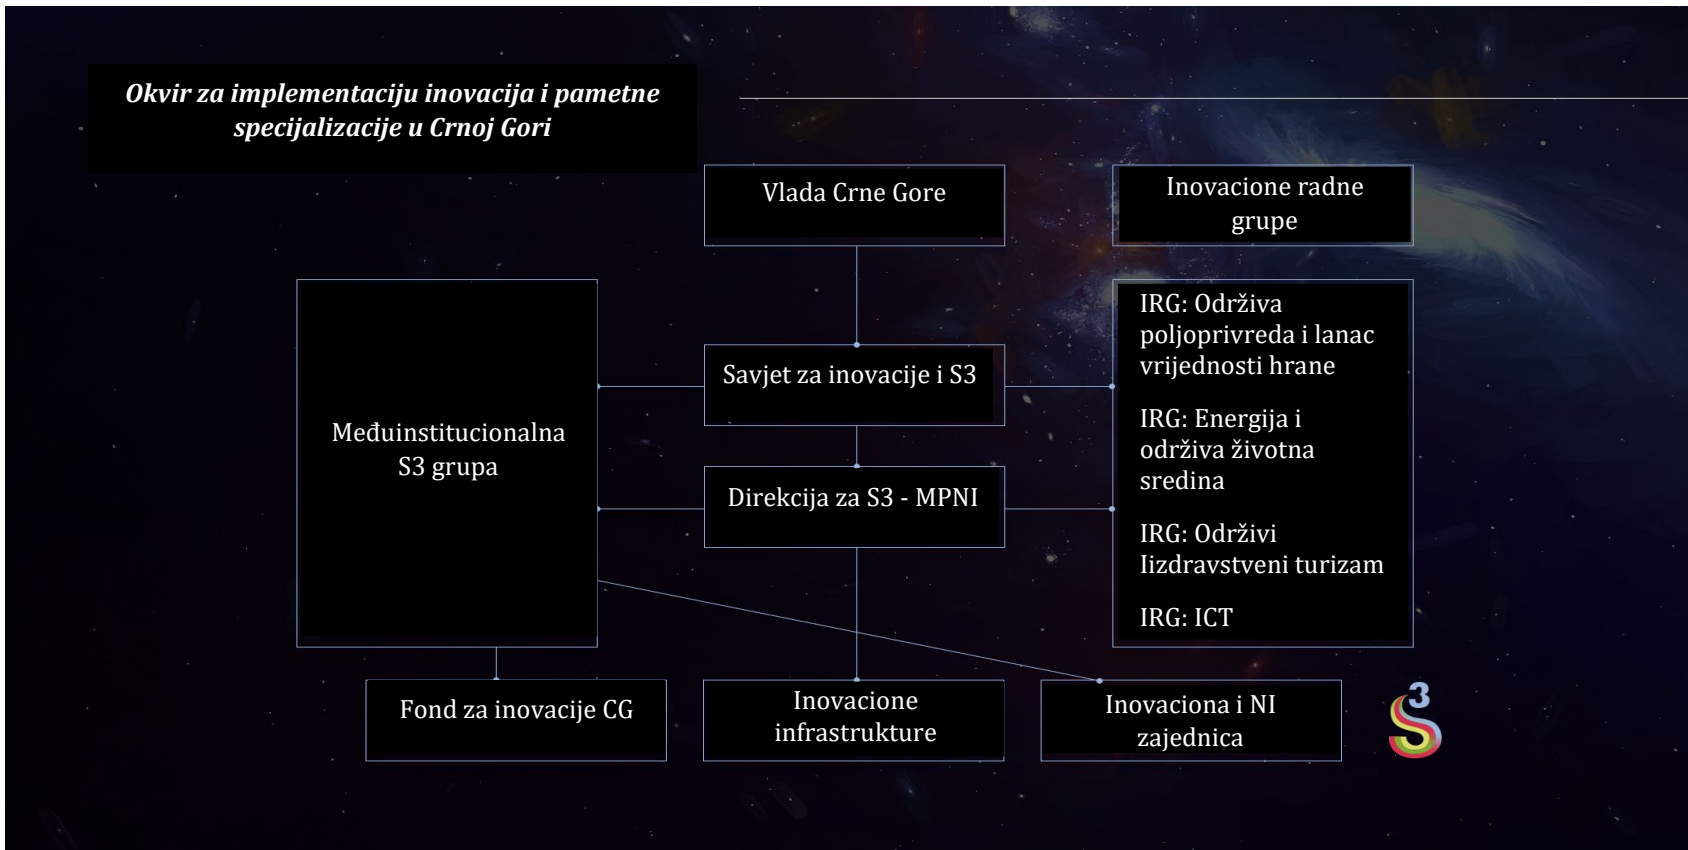 Okvir za implementaciju inovacija i pametne
specijalizacije u Crnoj Gori
Vlada Crne Gore
Inovacione radne
grupe
Međuinstitucionalna
S3 grupa
Savjet za inovacije i S3
Direkcija za S3 - MPNI
IRG: Održiva
poljoprivreda i lanac
vrijednosti hrane
IRG: Energija i
održiva životna
sredina
IRG: Održivi
Iizdravstveni turizam
IRG: ICT
Fond za inovacije CG
Inovacione
infrastrukture
Inovaciona i NI
zajednica
S3